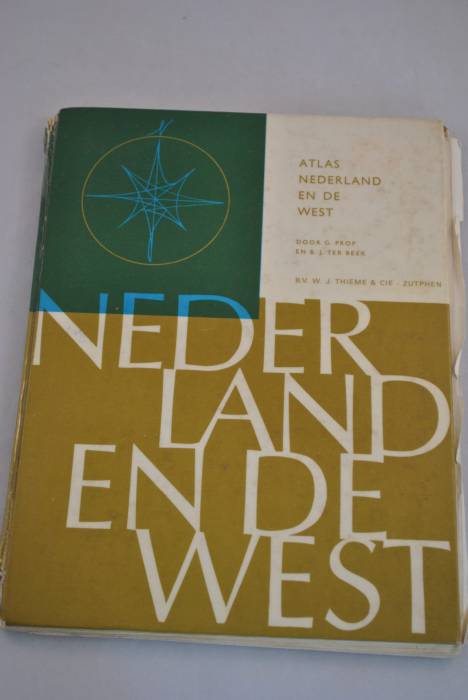 ATLAS
NEDERLAND
EN DE
WEST
DOOR G. PROP
EN B. J. TER BEEK
B.V. W. J. THIEME & CIE - ZUTPHEN
NEDER
LAND
EN DE
WEST